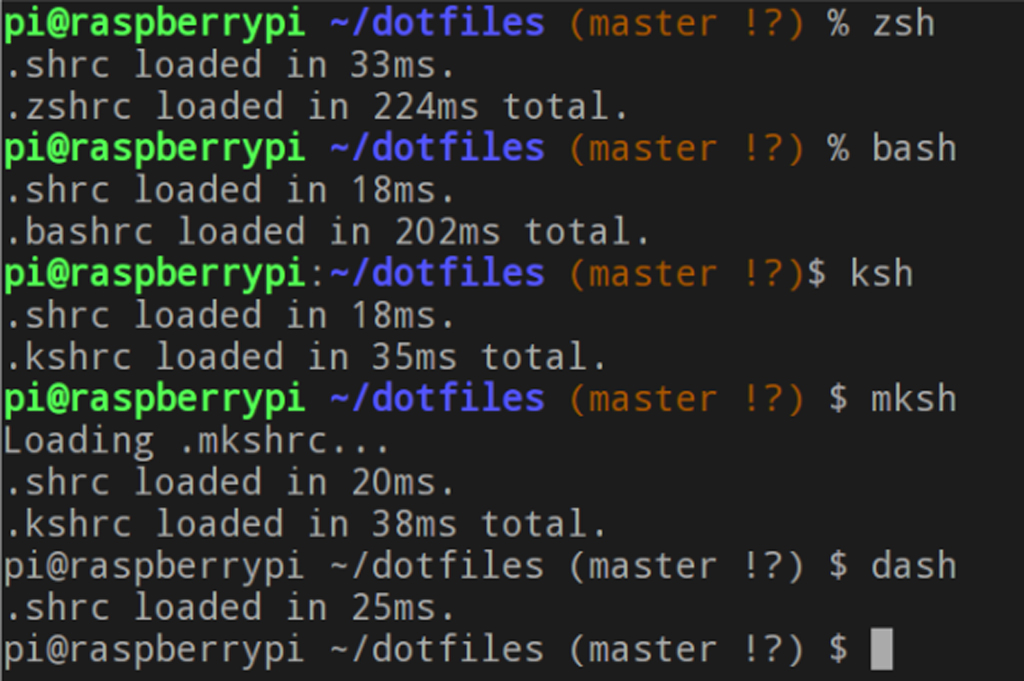 pi@raspberrypi ~/dotfiles (master !?) % zsh
.shrc loaded in 33ms.
.zshrc loaded in 224ms total.
pi@raspberrypi ~/dotfiles (master !?) % bash
.shrc loaded in 18ms.
.bashrc loaded in 202ms total.
pi@raspberrypi:~/dotfiles (master !?)$ ksh
.shrc loaded in 18ms.
.kshrc loaded in 35ms total.
pi@raspberrypi ~/dotfiles (master !?) $ mksh
Loading .mkshrc...
.shrc loaded in 20ms.
.kshrc loaded in 38ms total.
pi@raspberrypi ~/dotfiles (master !?) $ dash
.shrc loaded in 25ms.
pi@raspberrypi ~/dotfiles (master !?) $